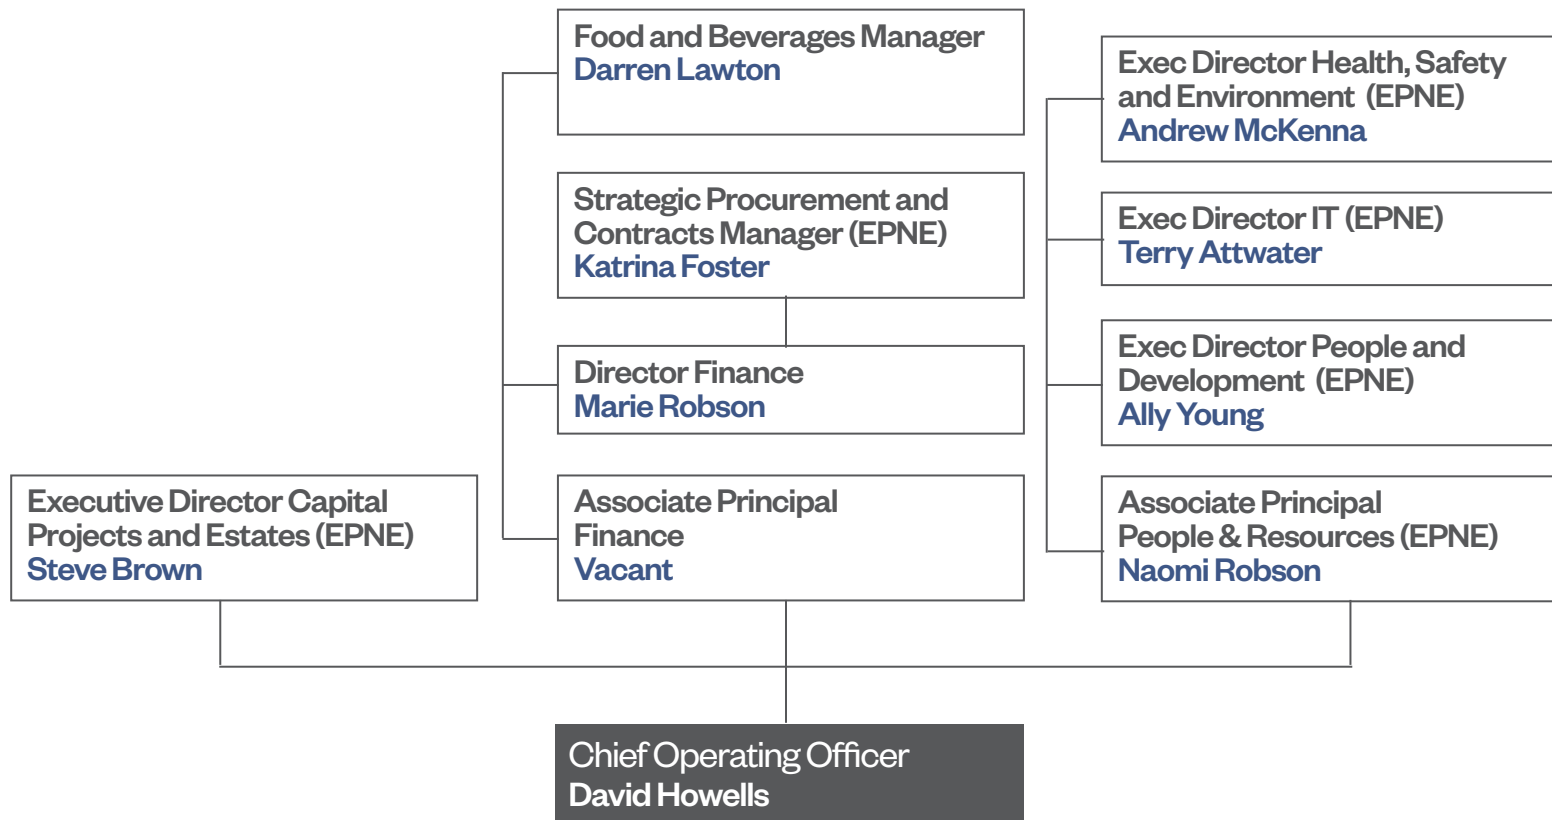 Food and Beverages Manager
Darren Lawton
Strategic Procurement and
Contracts Manager (EPNE)
Katrina Foster
Director Finance
Marie Robson
Executive Director Capital
Projects and Estates (EPNE)
Steve Brown
Associate Principal
Finance
Vacant
Exec Director Health, Safety
and Environment (EPNE)
Andrew McKenna
Exec Director IT (EPNE)
Terry Attwater
Exec Director People and
Development (EPNE)
Ally Young
Associate Principal
People & Resources (EPNE)
Naomi Robson
Chief Operating Officer
David Howells